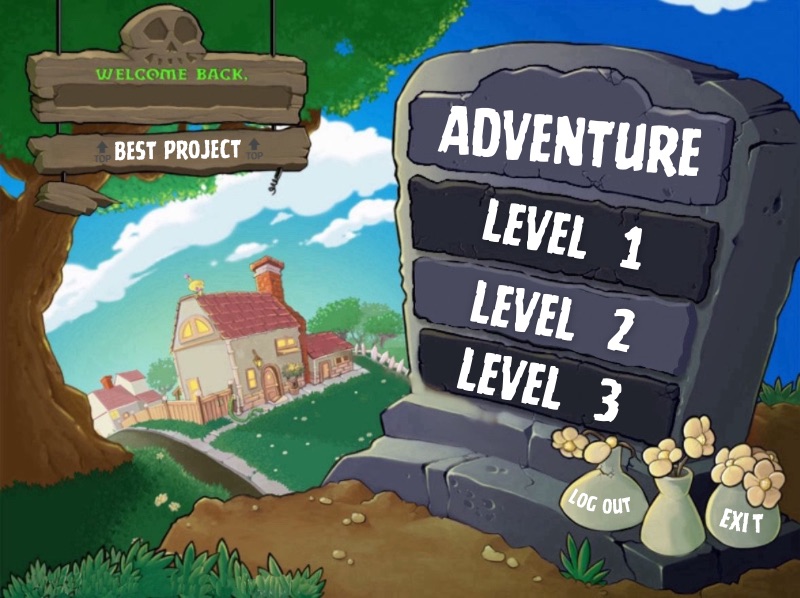 WELCOME BACK,
TOP BEST PROJECT TOP
ADVENTURE
LEVEL 1
LEVEL 2
LEVEL 3
LOG OUT
EXIT